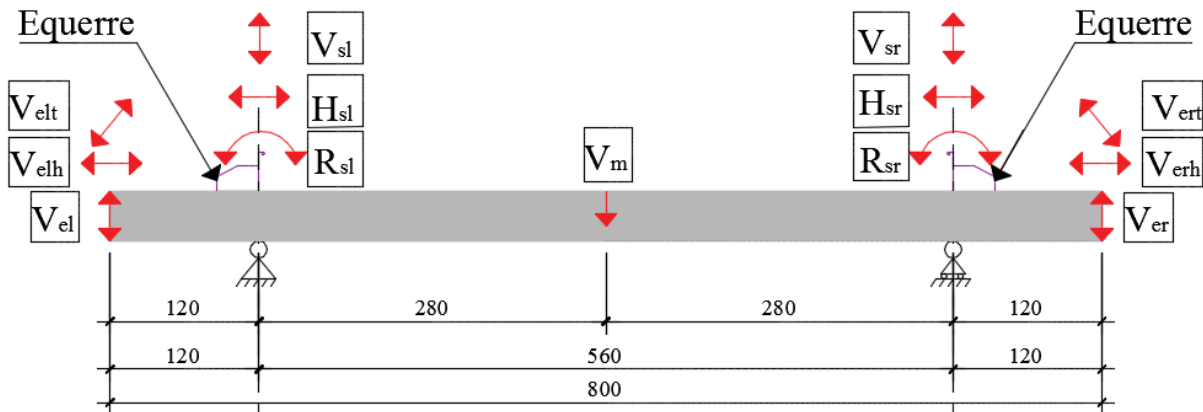 Equerre
Vsl
Vsr
Equerre
Velt
Hsl
Hsr
Vert
Velh
Rsl
Vm
Rsr
Verh
Vel
Ver
120 280 280 120
120 560 120
800